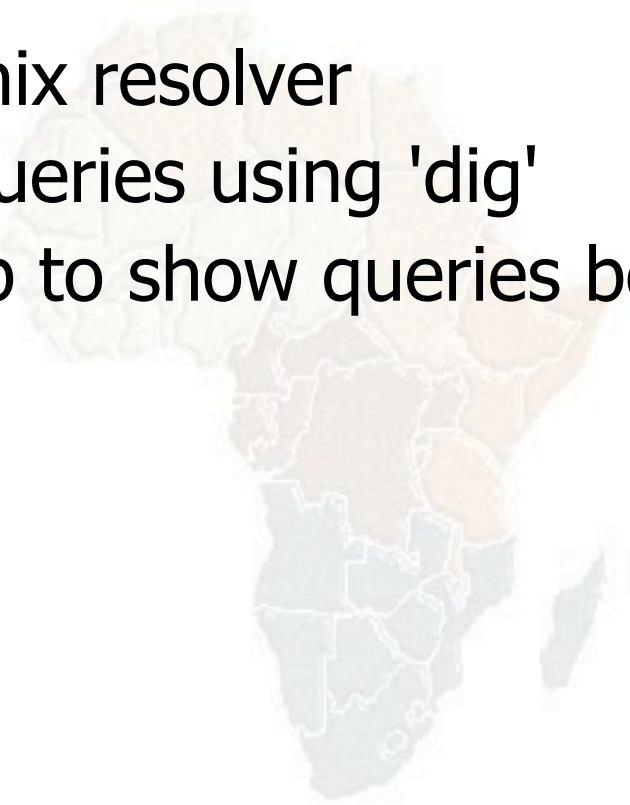 nix resolver
ueries using 'dig'
to show queries